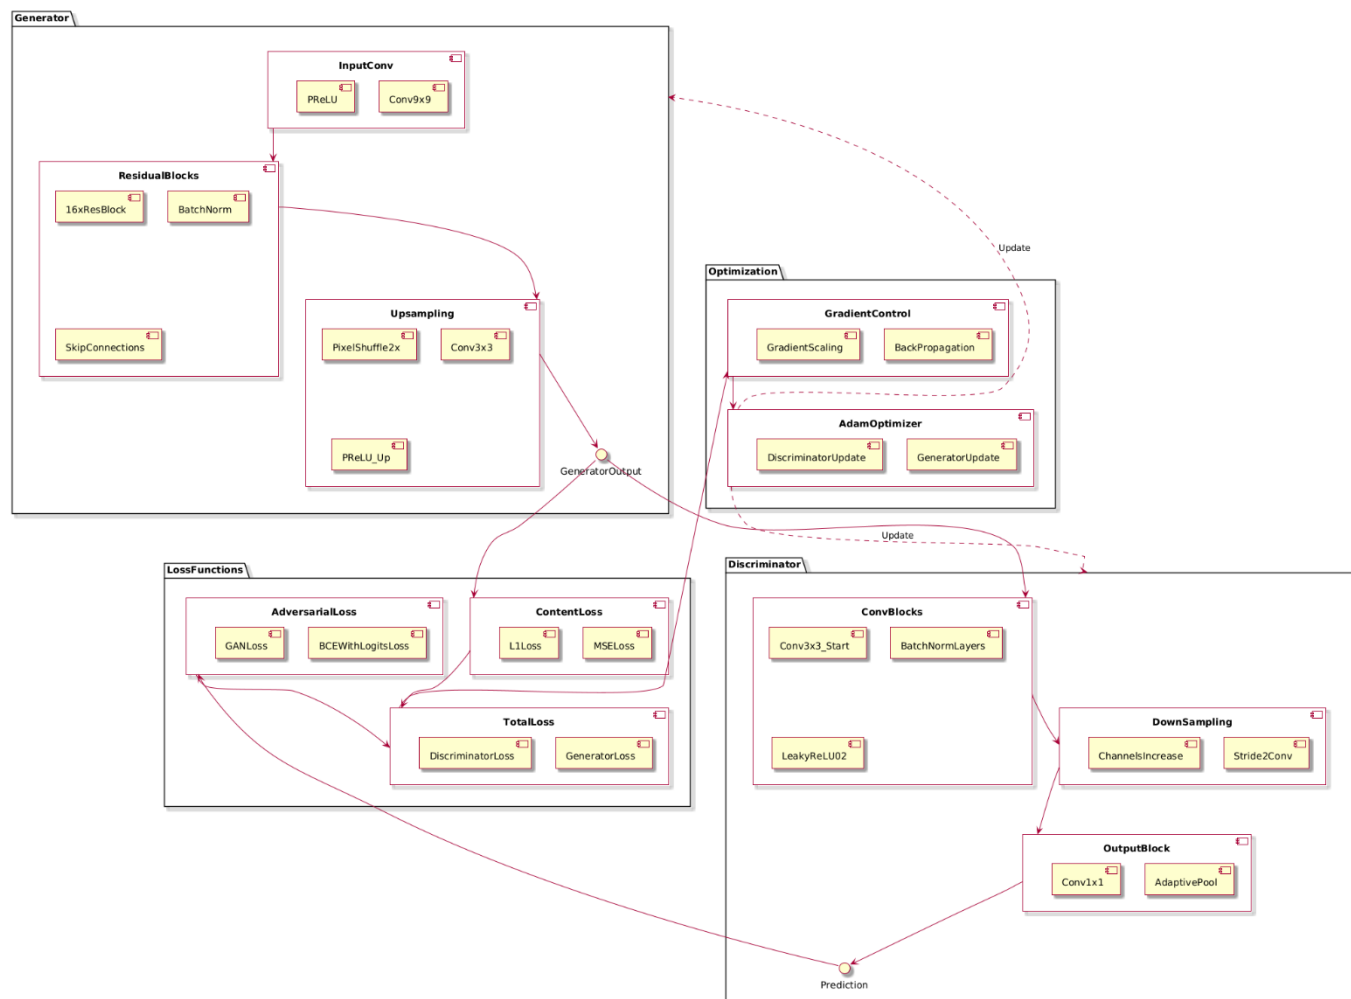 Generator
InputConv
PReLU
Conv9x9
ResidualBlocks
16xResBlock
BatchNorm
SkipConnections
Upsampling
PixelShuffle2x
Conv3x3
PReLU_Up
GeneratorOutput
Update
Optimization
GradientControl
GradientScaling
BackPropagation
AdamOptimizer
DiscriminatorUpdate
GeneratorUpdate
Update
LossFunctions
AdversarialLoss
GANLoss
BCEWithLogitsLoss
ContentLoss
L1Loss
MSELoss
TotalLoss
DiscriminatorLoss
GeneratorLoss
Discriminator
ConvBlocks
Conv3x3_Start
BatchNormLayers
LeakyReLU02
DownSampling
ChannelsIncrease
Stride2Conv
OutputBlock
Conv1x1
AdaptivePool
Prediction